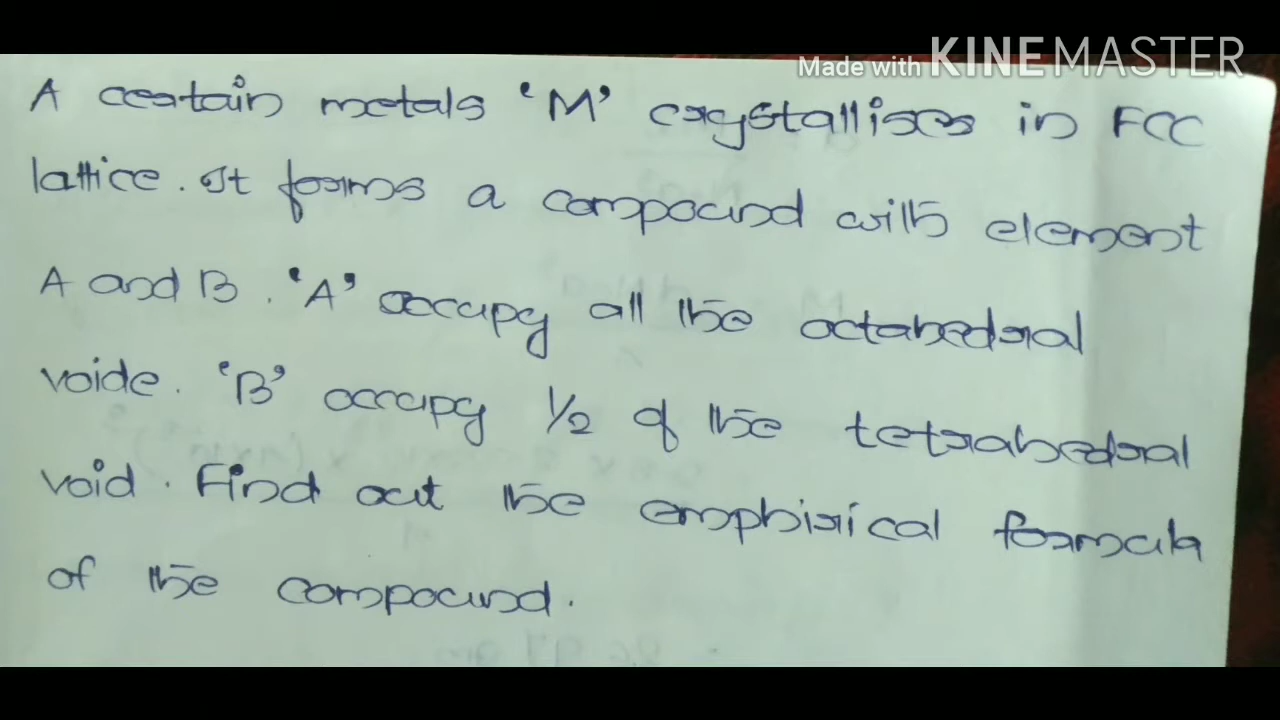 Made with KINEMASTER
A certain metals 'M' crystallises in FCC
lattice. It forms a compound with element
A and B. 'A' occupy all the octahedral
voide. 'B' occupy 1/2 of the tetrahedral
void. Find out the emphirical formula
of the compound.